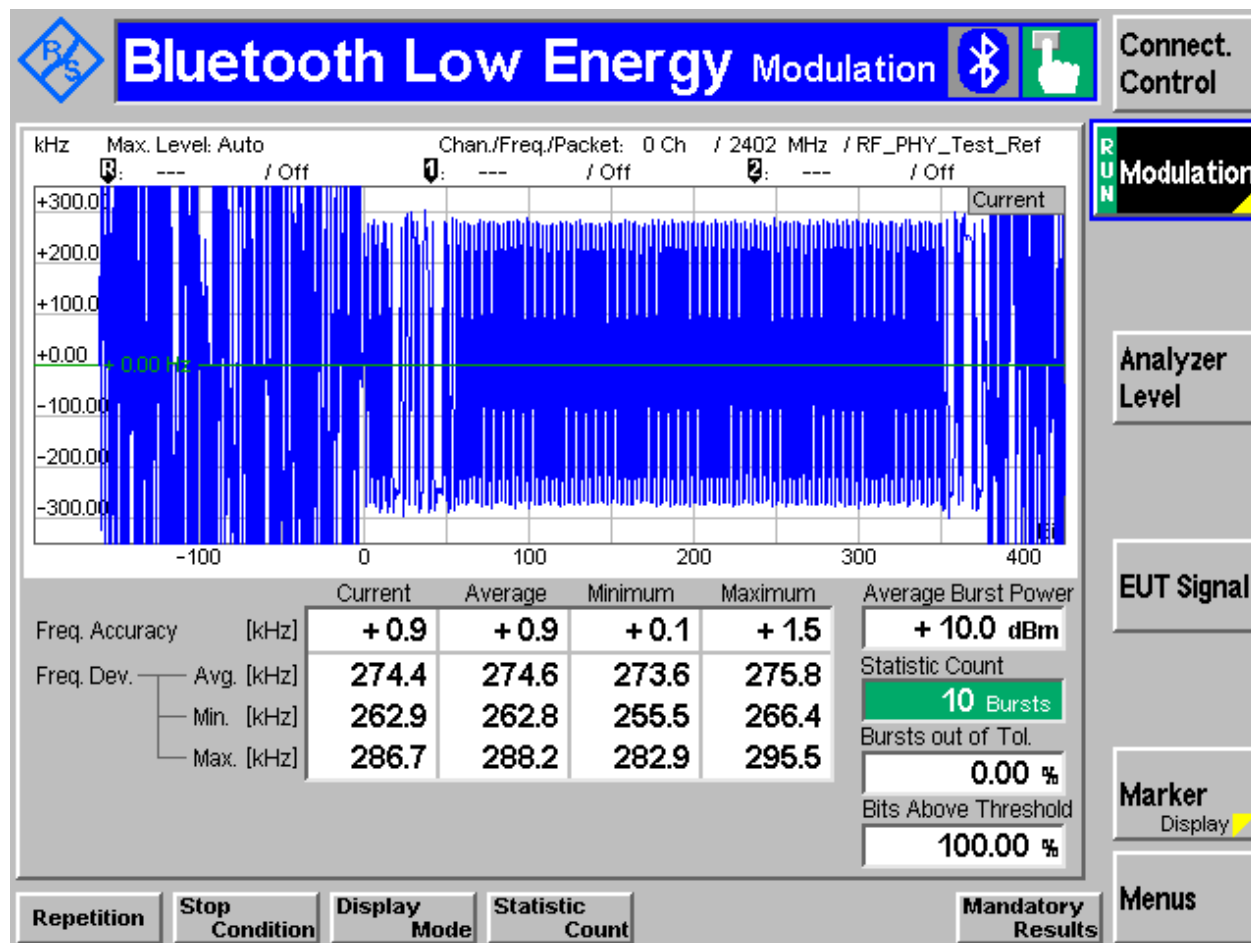 R/S
Bluetooth Low Energy Modulation
Connect.
Control
kHz Max. Level: Auto Chan./Freq./Packet: 0 Ch / 2402 MHz / RF_PHY_Test_Ref
R: --- / Off 1: --- / Off 2: --- / Off
RUN
Modulation
Current
+300.0
+200.0
+100.0
+0.00
+ 0.00 Hz
-100.00
-200.00
-300.00
-100 0 100 200 300 400
Analyzer
Level
EUT Signal
Current Average Minimum Maximum
Freq. Accuracy [kHz] + 0.9 + 0.9 + 0.1 + 1.5
Freq. Dev. Avg. [kHz] 274.4 274.6 273.6 275.8
Min. [kHz] 262.9 262.8 255.5 266.4
Max. [kHz] 286.7 288.2 282.9 295.5
Average Burst Power
+ 10.0 dBm
Statistic Count
10 Bursts
Bursts out of Tol.
0.00 %
Bits Above Threshold
100.00 %
Marker
Display
Repetition
Stop
Condition
Display
Mode
Statistic
Count
Mandatory
Results
Menus